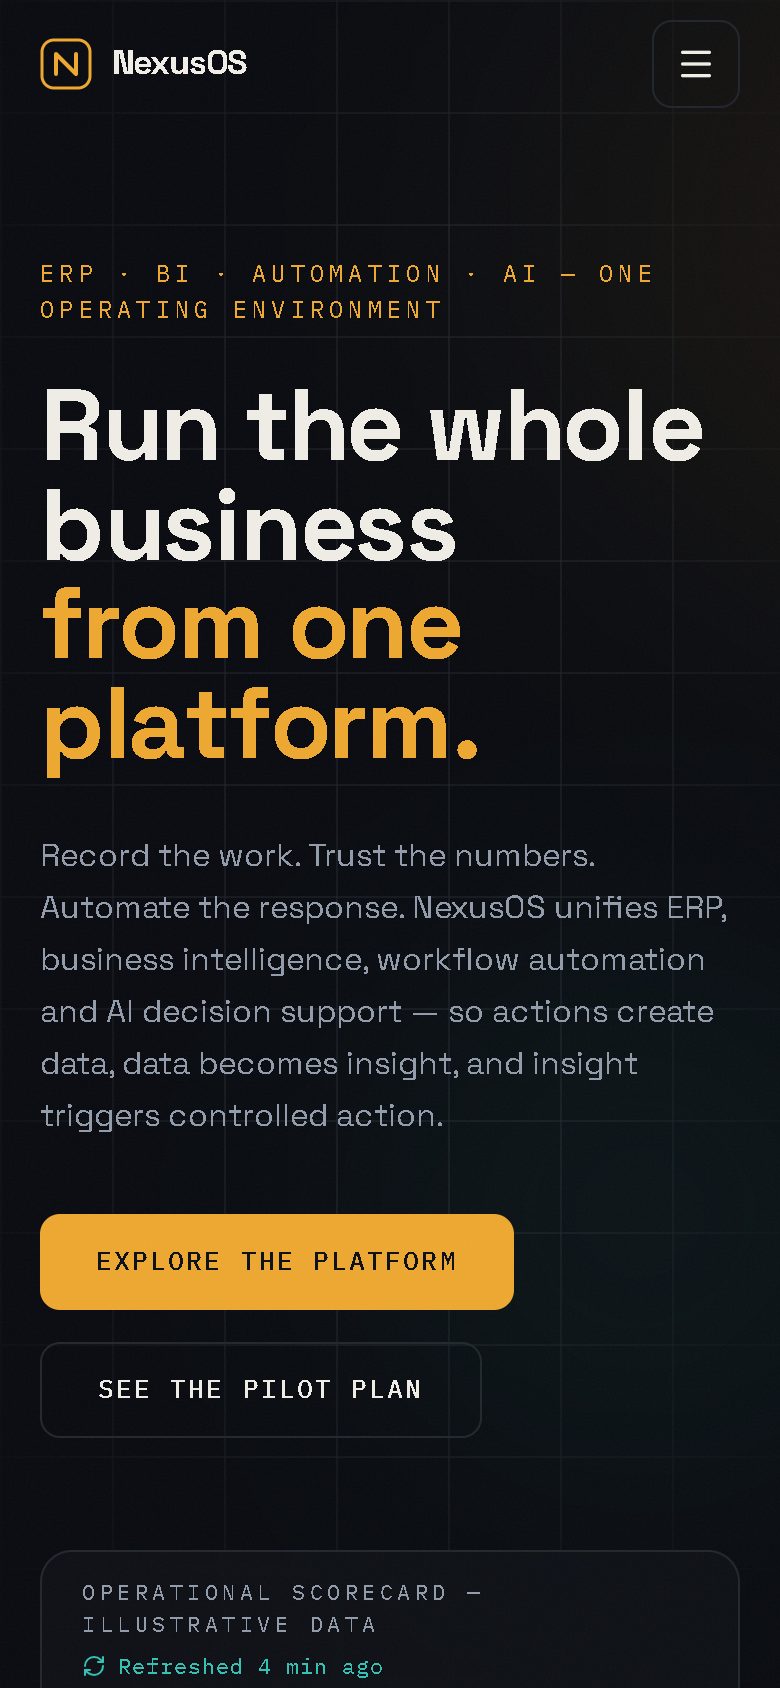 N NexusOS
ERP · BI · AUTOMATION · AI — ONE
OPERATING ENVIRONMENT
Run the whole
business
from one
platform.
Record the work. Trust the numbers.
Automate the response. NexusOS unifies ERP,
business intelligence, workflow automation
and AI decision support — so actions create
data, data becomes insight, and insight
triggers controlled action.
EXPLORE THE PLATFORM
SEE THE PILOT PLAN
OPERATIONAL SCORECARD —
ILLUSTRATIVE DATA
Refreshed 4 min ago